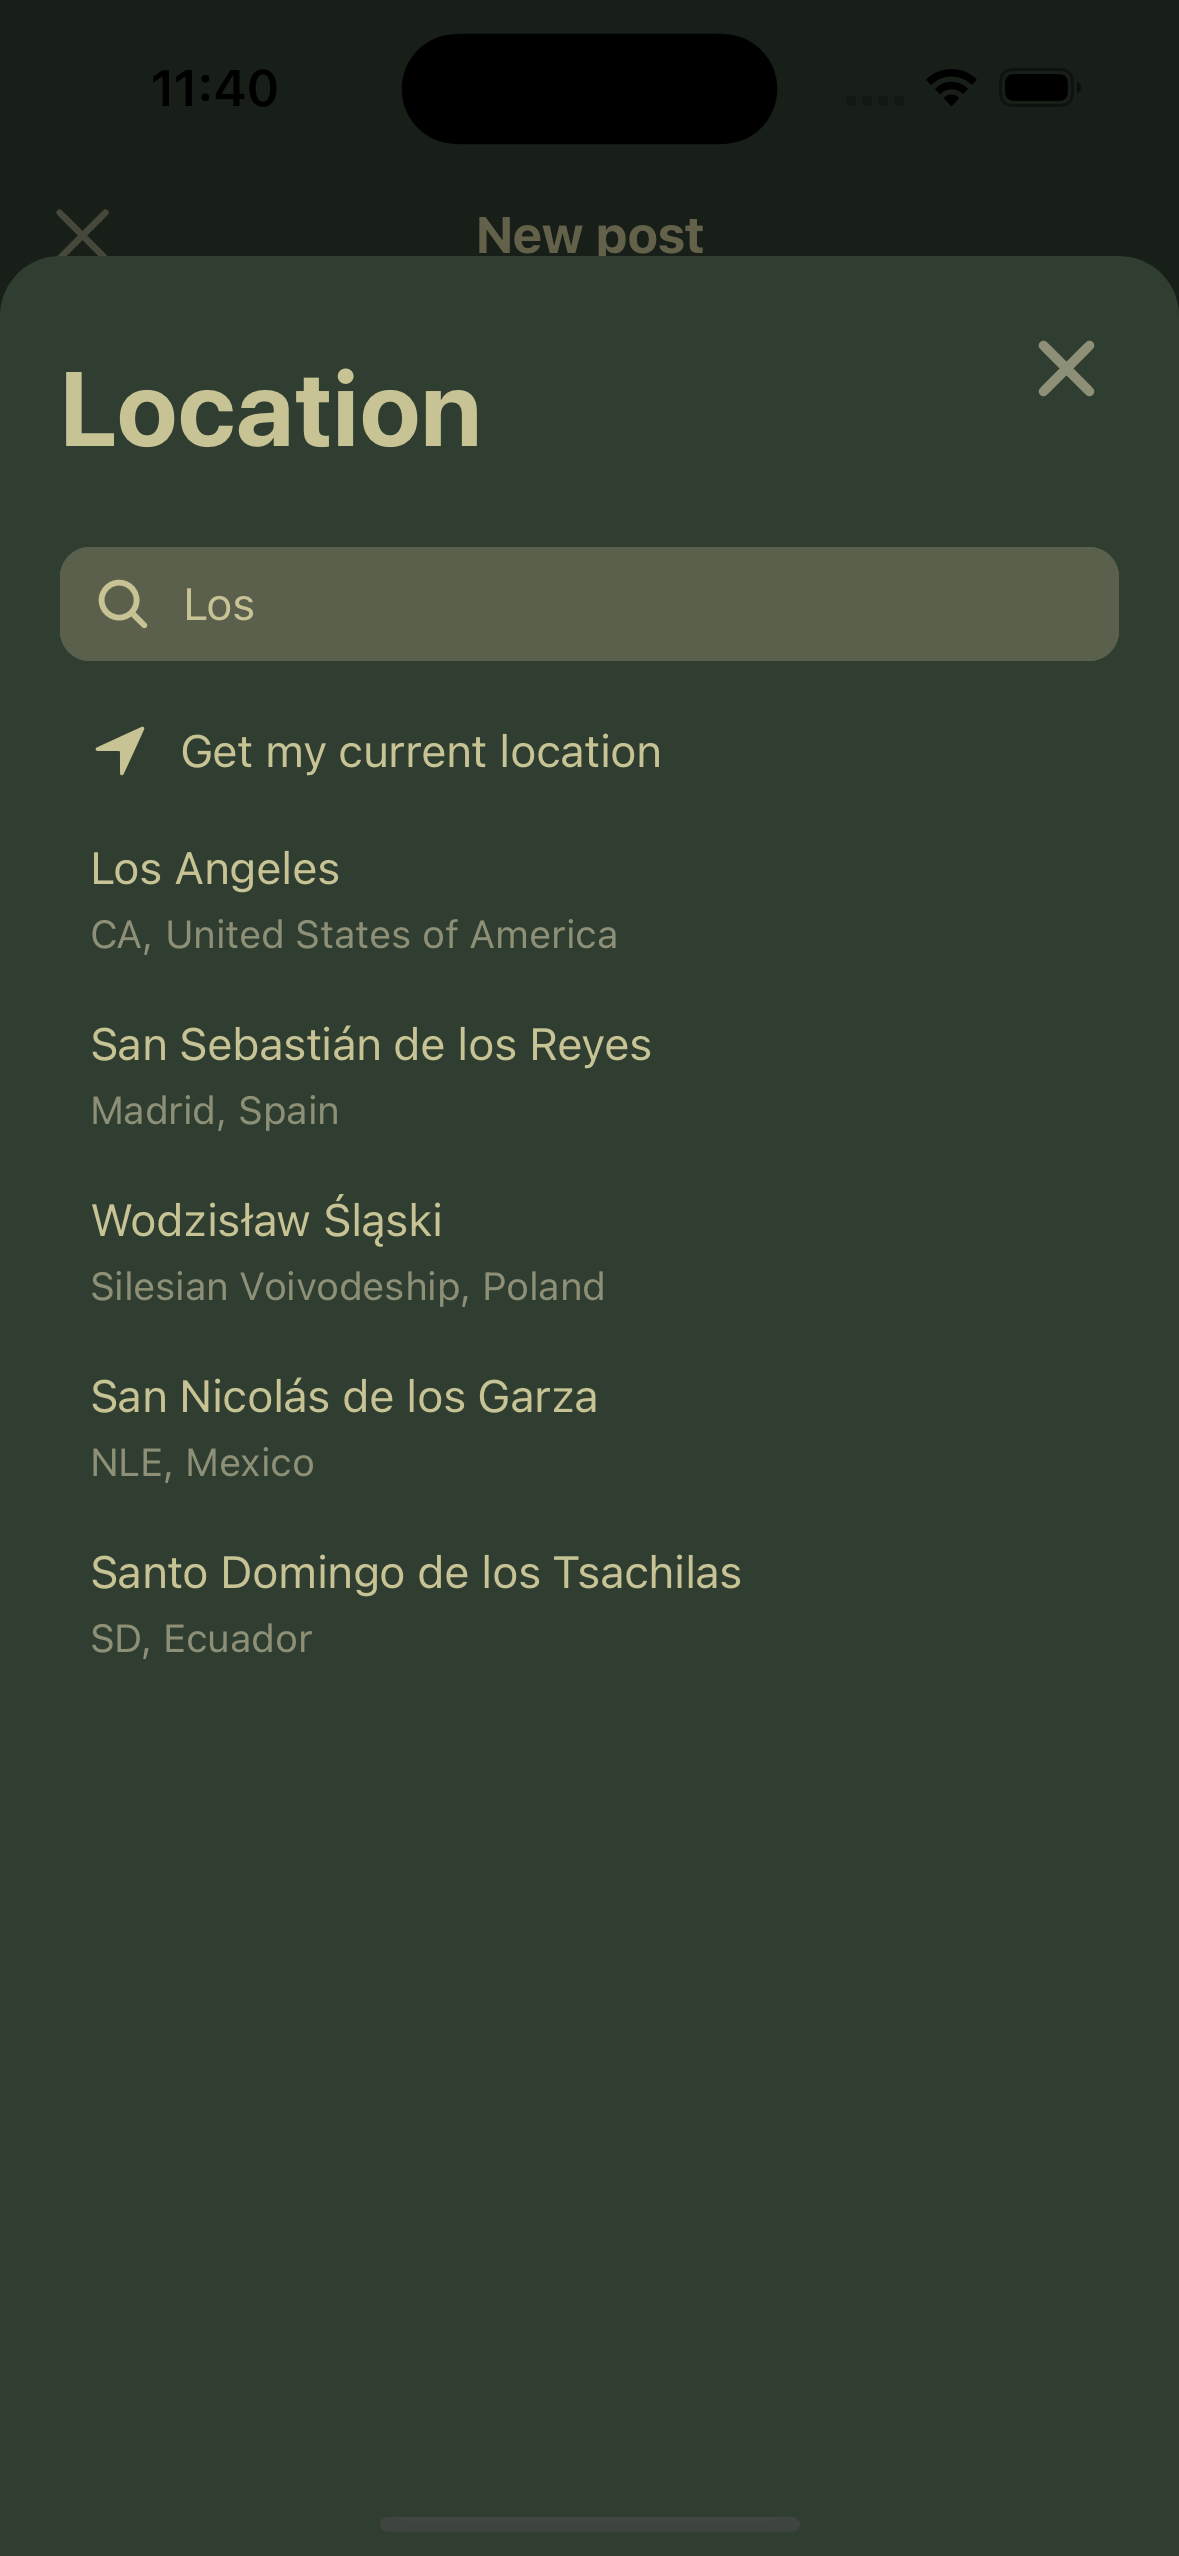 11:40
New post
Location
Los
Get my current location
Los Angeles
CA, United States of America
San Sebastián de los Reyes
Madrid, Spain
Wodzisław Śląski
Silesian Voivodeship, Poland
San Nicolás de los Garza
NLE, Mexico
Santo Domingo de los Tsachilas
SD, Ecuador